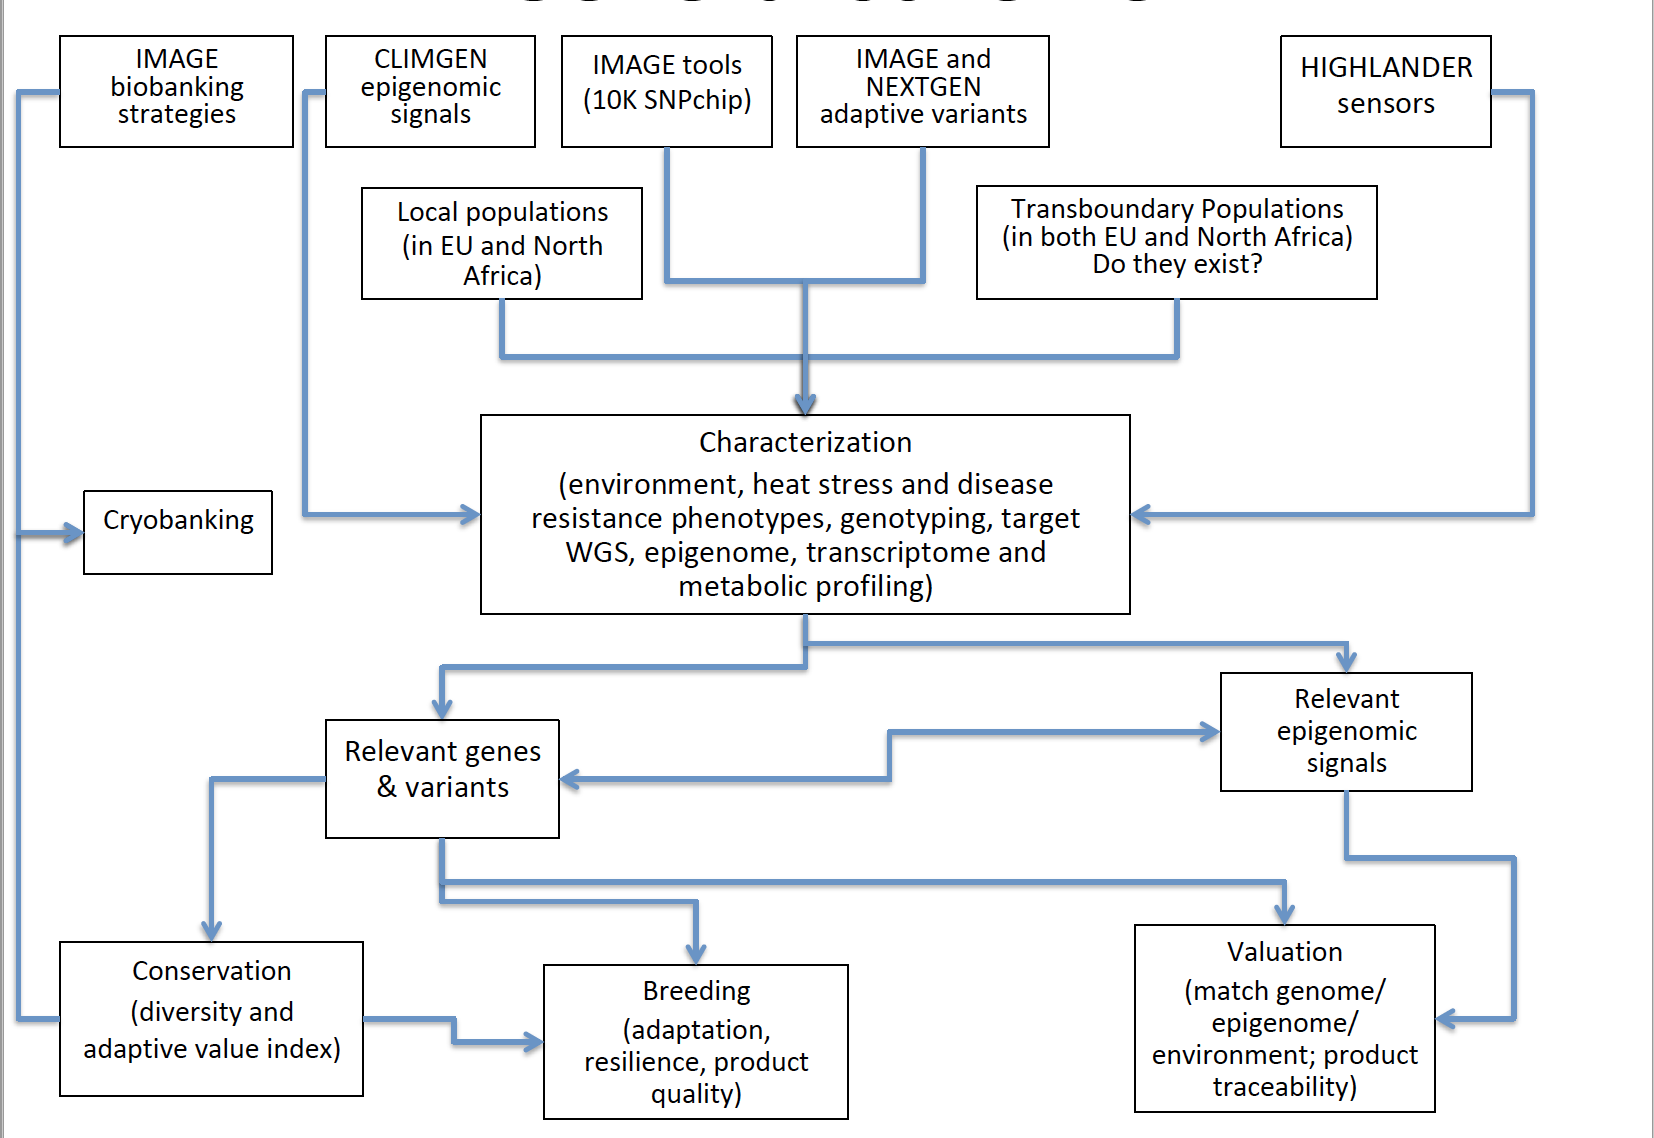 IMAGE
biobanking
strategies
CLIMGEN
epigenomic
signals
IMAGE tools
(10K SNPchip)
IMAGE and
NEXTGEN
adaptive variants
HIGHLANDER
sensors
Local populations
(in EU and North
Africa)
Transboundary Populations
(in both EU and North Africa)
Do they exist?
Characterization
(environment, heat stress and disease
resistance phenotypes, genotyping, target
WGS, epigenome, transcriptome and
metabolic profiling)
Cryobanking
Relevant genes
& variants
Relevant
epigenomic
signals
Conservation
(diversity and
adaptive value index)
Breeding
(adaptation,
resilience, product
quality)
Valuation
(match genome/
epigenome/
environment; product
traceability)